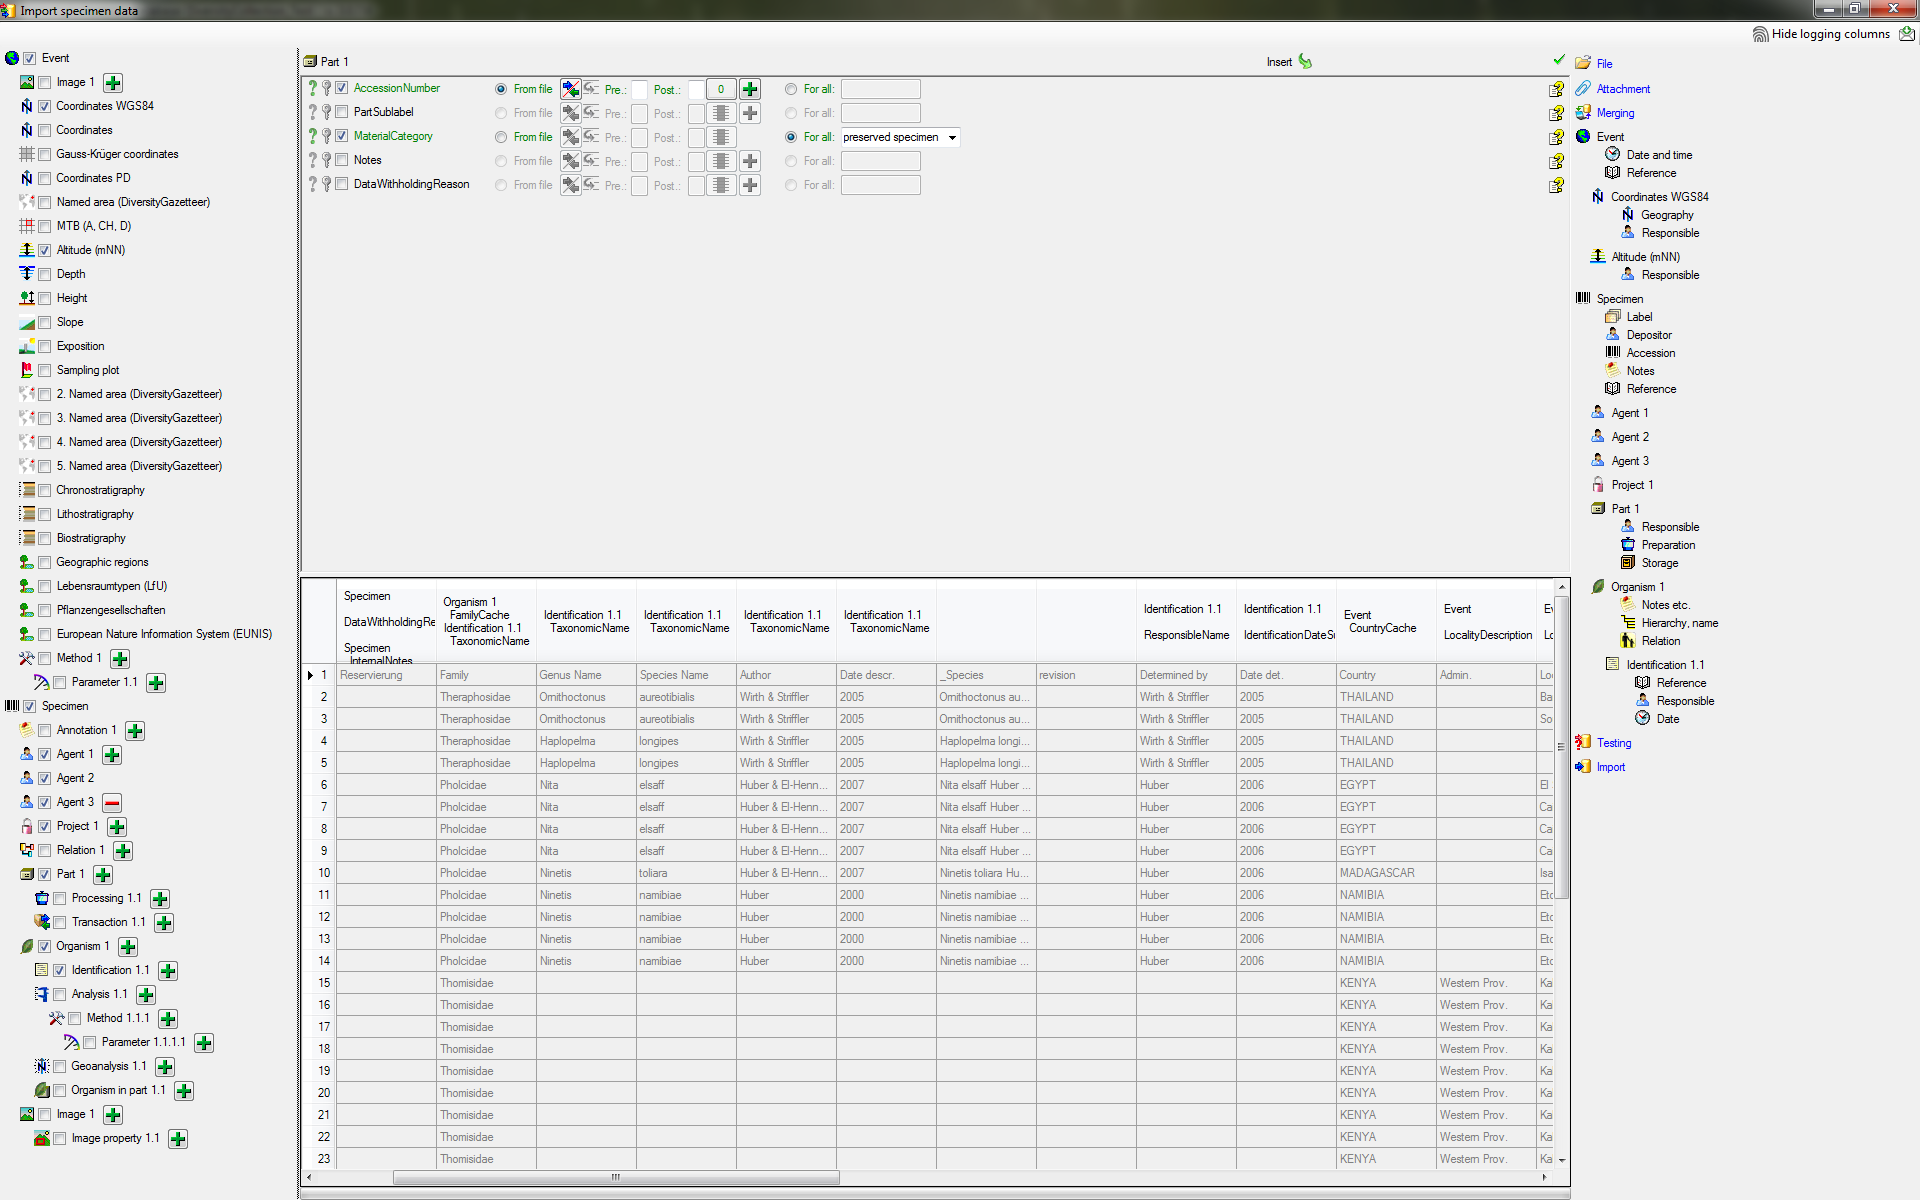 Import specimen data
Hide logging columns
Event
Image 1
Coordinates WGS84
Coordinates
Gauss-Krüger coordinates
Coordinates PD
Named area (DiversityGazetteer)
MTB (A, CH, D)
Altitude (mNN)
Depth
Height
Slope
Exposition
Sampling plot
2. Named area (DiversityGazetteer)
3. Named area (DiversityGazetteer)
4. Named area (DiversityGazetteer)
5. Named area (DiversityGazetteer)
Chronostratigraphy
Lithostratigraphy
Biostratigraphy
Geographic regions
Lebensraumtypen (LfU)
Pflanzengesellschaften
European Nature Information System (EUNIS)
Method 1
Parameter 1.1
Specimen
Annotation 1
Agent 1
Agent 2
Agent 3
Project 1
Relation 1
Part 1
Processing 1.1
Transaction 1.1
Organism 1
Identification 1.1
Analysis 1.1
Method 1.1.1
Parameter 1.1.1.1
Geoanalysis 1.1
Organism in part 1.1
Image 1
Image property 1.1
Part 1 Insert
AccessionNumber From file Pre.: Post.: 0 For all:
PartSublabel From file Pre.: Post.: For all:
MaterialCategory From file Pre.: Post.: For all: preserved specimen
Notes From file Pre.: Post.: For all:
DataWithholdingReason From file Pre.: Post.: For all:
Specimen
DataWithholdingRe
Specimen
InternalNotes
Organism 1
FamilyCache
Identification 1.1
TaxonomicName
Identification 1.1
TaxonomicName
Identification 1.1
TaxonomicName
Identification 1.1
TaxonomicName
Identification 1.1
TaxonomicName
Identification 1.1
ResponsibleName
Identification 1.1
IdentificationDateSu
Event
CountryCache
Event
LocalityDescription
Ev
Lo
1 Reservierung Family Genus Name Species Name Author Date descr. _Species revision Determined by Date det. Country Admin. Loc
2 Theraphosidae Ornithoctonus aureotibialis Wirth & Striffler 2005 Ornithoctonus au... Wirth & Striffler 2005 THAILAND Ba
3 Theraphosidae Ornithoctonus aureotibialis Wirth & Striffler 2005 Ornithoctonus au... Wirth & Striffler 2005 THAILAND So
4 Theraphosidae Haplopelma longipes Wirth & Striffler 2005 Haplopelma longi... Wirth & Striffler 2005 THAILAND
5 Theraphosidae Haplopelma longipes Wirth & Striffler 2005 Haplopelma longi... Wirth & Striffler 2005 THAILAND
6 Pholcidae Nita elsaff Huber & El-Henn... 2007 Nita elsaff Huber ... Huber 2006 EGYPT El
7 Pholcidae Nita elsaff Huber & El-Henn... 2007 Nita elsaff Huber ... Huber 2006 EGYPT Ca
8 Pholcidae Nita elsaff Huber & El-Henn... 2007 Nita elsaff Huber ... Huber 2006 EGYPT Ca
9 Pholcidae Nita elsaff Huber & El-Henn... 2007 Nita elsaff Huber ... Huber 2006 EGYPT Ca
10 Pholcidae Ninetis toliara Huber & El-Henn... 2007 Ninetis toliara Hu... Huber 2006 MADAGASCAR Isa
11 Pholcidae Ninetis namibiae Huber 2000 Ninetis namibiae ... Huber 2006 NAMIBIA Eto
12 Pholcidae Ninetis namibiae Huber 2000 Ninetis namibiae ... Huber 2006 NAMIBIA Eto
13 Pholcidae Ninetis namibiae Huber 2000 Ninetis namibiae ... Huber 2006 NAMIBIA Eto
14 Pholcidae Ninetis namibiae Huber 2000 Ninetis namibiae ... Huber 2006 NAMIBIA Eto
15 Thomisidae KENYA Western Prov. Ka
16 Thomisidae KENYA Western Prov. Ka
17 Thomisidae KENYA Western Prov. Ka
18 Thomisidae KENYA Western Prov. Ka
19 Thomisidae KENYA Western Prov. Ka
20 Thomisidae KENYA Western Prov. Ka
21 Thomisidae KENYA Western Prov. Ka
22 Thomisidae KENYA Western Prov. Ka
23 Thomisidae KENYA Western Prov. Ka
File
Attachment
Merging
Event
Date and time
Reference
Coordinates WGS84
Geography
Responsible
Altitude (mNN)
Responsible
Specimen
Label
Depositor
Accession
Notes
Reference
Agent 1
Agent 2
Agent 3
Project 1
Part 1
Responsible
Preparation
Storage
Organism 1
Notes etc.
Hierarchy, name
Relation
Identification 1.1
Reference
Responsible
Date
Testing
Import